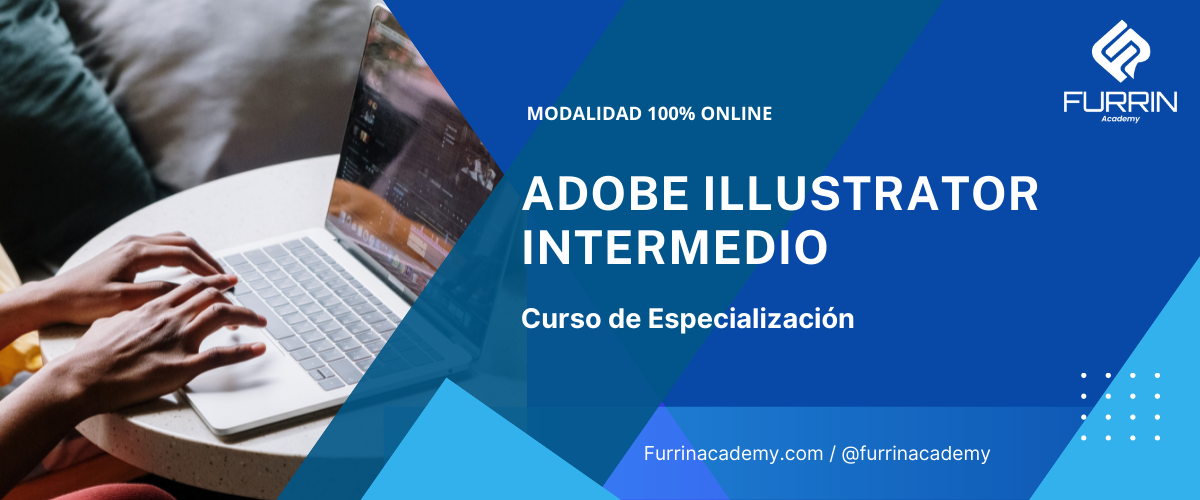 MODALIDAD 100% ONLINE
FURRIN
Academy
ADOBE ILLUSTRATOR
INTERMEDIO
Curso de Especialización
Furrinacademy.com / @furrinacademy